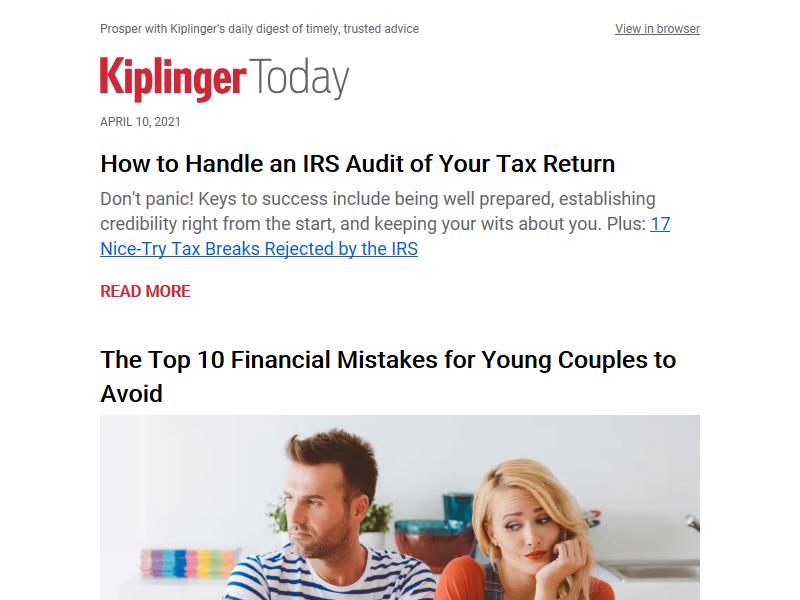 Prosper with Kiplinger's daily digest of timely, trusted advice
View in browser
Kiplinger Today
APRIL 10, 2021
How to Handle an IRS Audit of Your Tax Return
Don't panic! Keys to success include being well prepared, establishing
credibility right from the start, and keeping your wits about you. Plus: 17
Nice-Try Tax Breaks Rejected by the IRS
READ MORE
The Top 10 Financial Mistakes for Young Couples to
Avoid